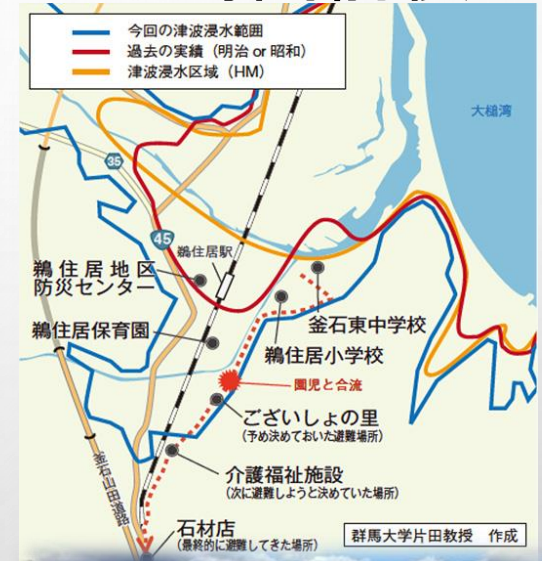 今回の津波浸水範囲
過去の実績（明治 or 昭和）
津波浸水区域（HM）
大槌湾
35
45
鵜住居駅
鵜住居地区
防災センター
釜石東中学校
鵜住居保育園
鵜住居小学校
園児と合流
ございしょの里
（予め決めておいた避難場所）
釜石山田道路
介護福祉施設
（次に避難しようと決めていた場所）
石材店
（最終的に避難してきた場所）
群馬大学片田教授　作成